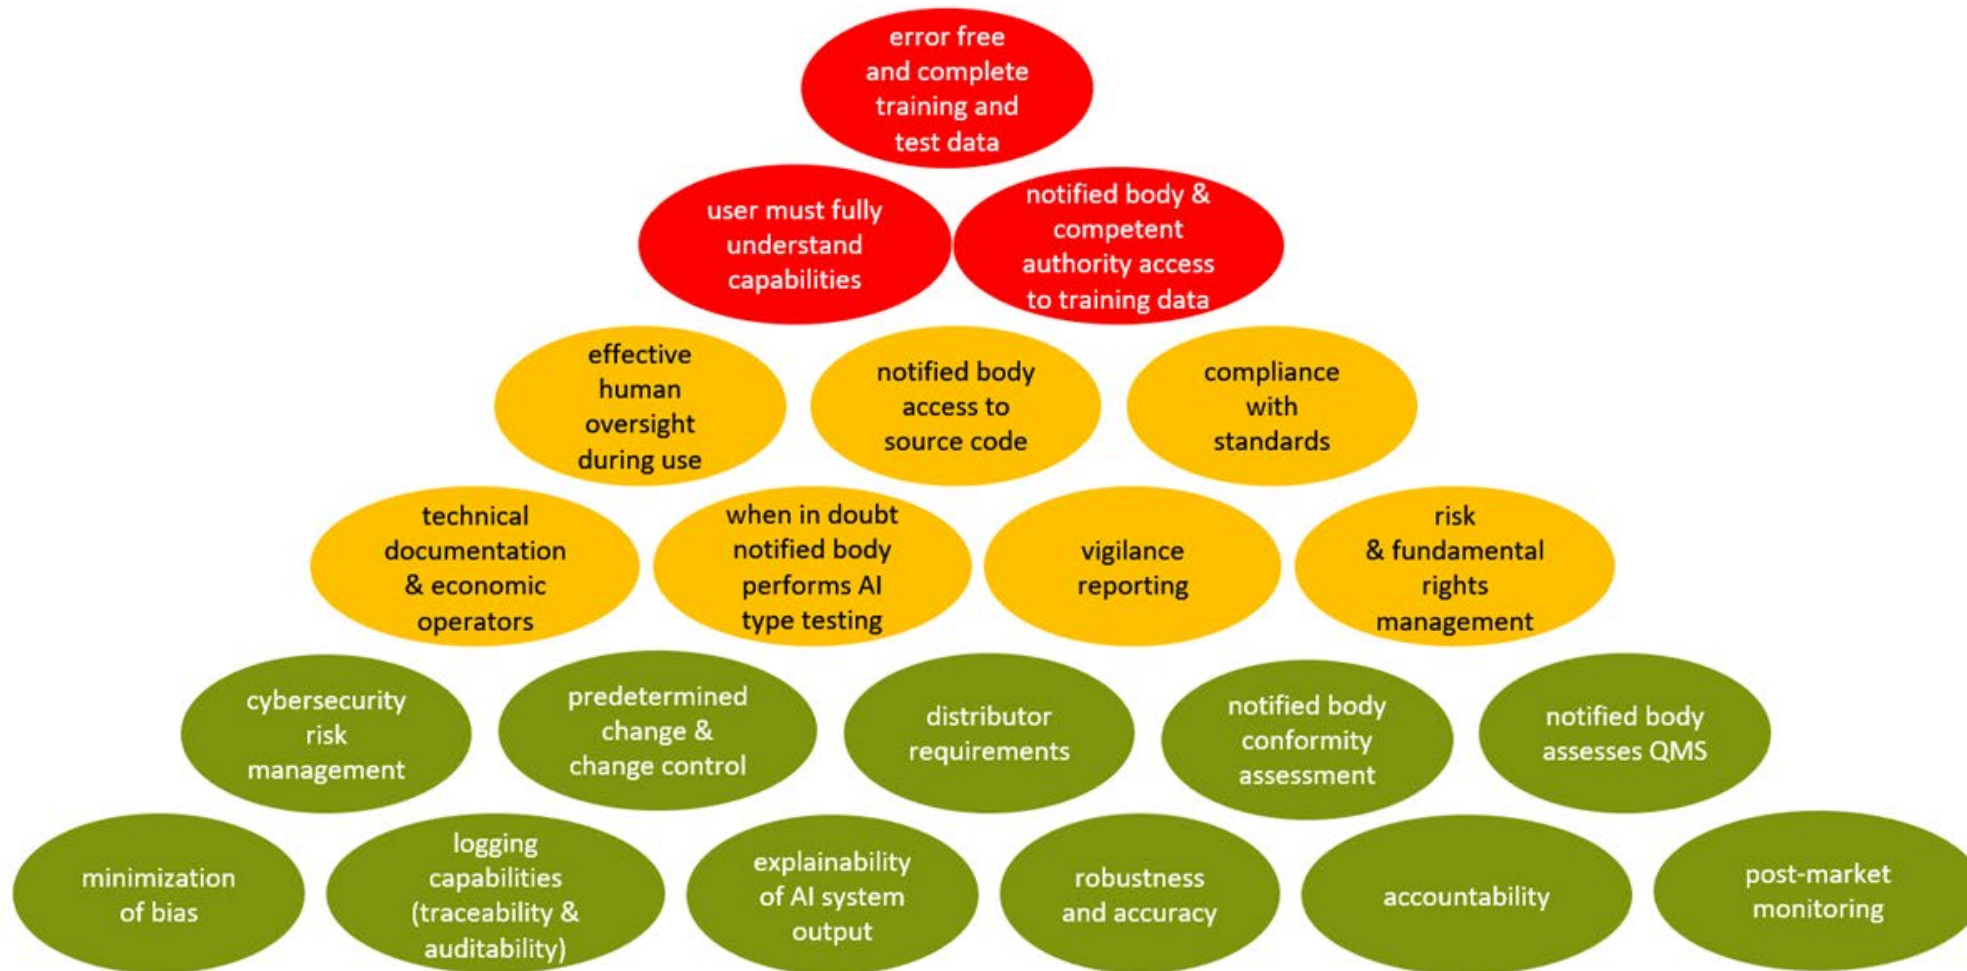 error free
and complete
training and
test data
user must fully
understand
capabilities
notified body &
competent
authority access
to training data
effective
human
oversight
during use
notified body
access to
source code
compliance
with
standards
technical
documentation
& economic
operators
when in doubt
notified body
performs AI
type testing
vigilance
reporting
risk
& fundamental
rights
management
cybersecurity
risk
management
predetermined
change &
change control
distributor
requirements
notified body
conformity
assessment
notified body
assesses QMS
minimization
of bias
logging
capabilities
(traceability &
auditability)
explainability
of AI system
output
robustness
and accuracy
accountability
post-market
monitoring